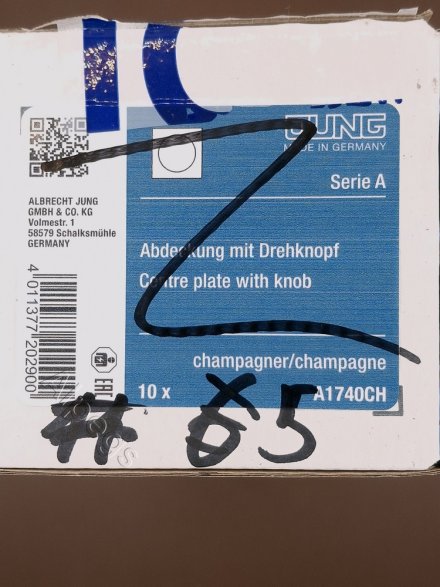 JUNG
MADE IN GERMANY
Serie A
ALBRECHT JUNG
GMBH & CO. KG
Volmestr. 1
58579 Schalksmühle
GERMANY
Abdeckung mit Drehknopf
Centre plate with knob
champagner/champagne
10 x A1740CH
4 011377 202900
EAC
85